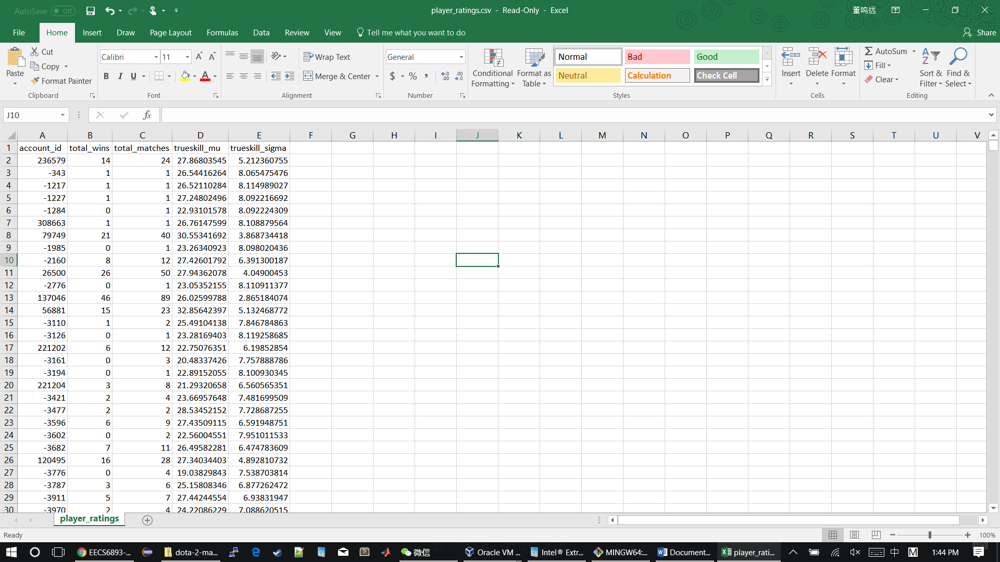 AutoSave Off
player_ratings.csv - Read-Only - Excel
董鸣远
File Home Insert Draw Page Layout Formulas Data Review View Tell me what you want to do Share
Paste
Cut
Copy
Format Painter
Clipboard
Calibri 11
B I U
Font
Wrap Text
Merge & Center
Alignment
General
$ % ,
Number
Conditional Formatting
Format as Table
Normal Bad Good
Neutral Calculation Check Cell
Styles
Insert Delete Format
Cells
AutoSum
Fill
Clear
Sort & Filter
Find & Select
Editing
J10
fx
A B C D E F G H I J K L M N O P Q R S T U V
1 account_id total_wins total_matches trueskill_mu trueskill_sigma
2 236579 14 24 27.86803545 5.212360755
3 -343 1 1 26.54416264 8.065475476
4 -1217 1 1 26.52110284 8.114989027
5 -1227 1 1 27.24802496 8.092216692
6 -1284 0 1 22.93101578 8.092224309
7 308663 1 1 26.76147599 8.108879564
8 79749 21 40 30.55341692 3.868734418
9 -1985 0 1 23.26340923 8.098020436
10 -2160 8 12 27.42601792 6.391300187
11 26500 26 50 27.94362078 4.04900453
12 -2776 0 1 23.05352155 8.110911377
13 137046 46 89 26.02599788 2.865184074
14 56881 15 23 32.85642397 5.132468772
15 -3110 1 2 25.49104138 7.846784863
16 -3126 0 1 23.28169403 8.119258685
17 221202 6 12 22.75076351 6.19852854
18 -3161 0 3 20.48337426 7.757888786
19 -3194 0 1 22.89152055 8.100930345
20 221204 3 8 21.29320658 6.560565351
21 -3421 2 4 23.66957648 7.481699509
22 -3477 2 2 28.53452152 7.728687255
23 -3596 6 9 27.43509115 6.591948751
24 -3602 0 2 22.56004551 7.951011533
25 -3682 7 11 26.49582281 6.474783609
26 120495 16 28 27.34034403 4.892810732
27 -3776 0 4 19.03829843 7.538703814
28 -3787 3 6 25.15808346 6.877262472
29 -3911 5 7 27.44244554 6.93831947
30 -3970 2 4 24.22086229 7.088620515
player_ratings
Ready
100%
EECS6893-... dota-2-ma... 微信 Oracle VM ... Intel® Extr... MINGW64:... Document... player_rati... 中 M 1:44 PM